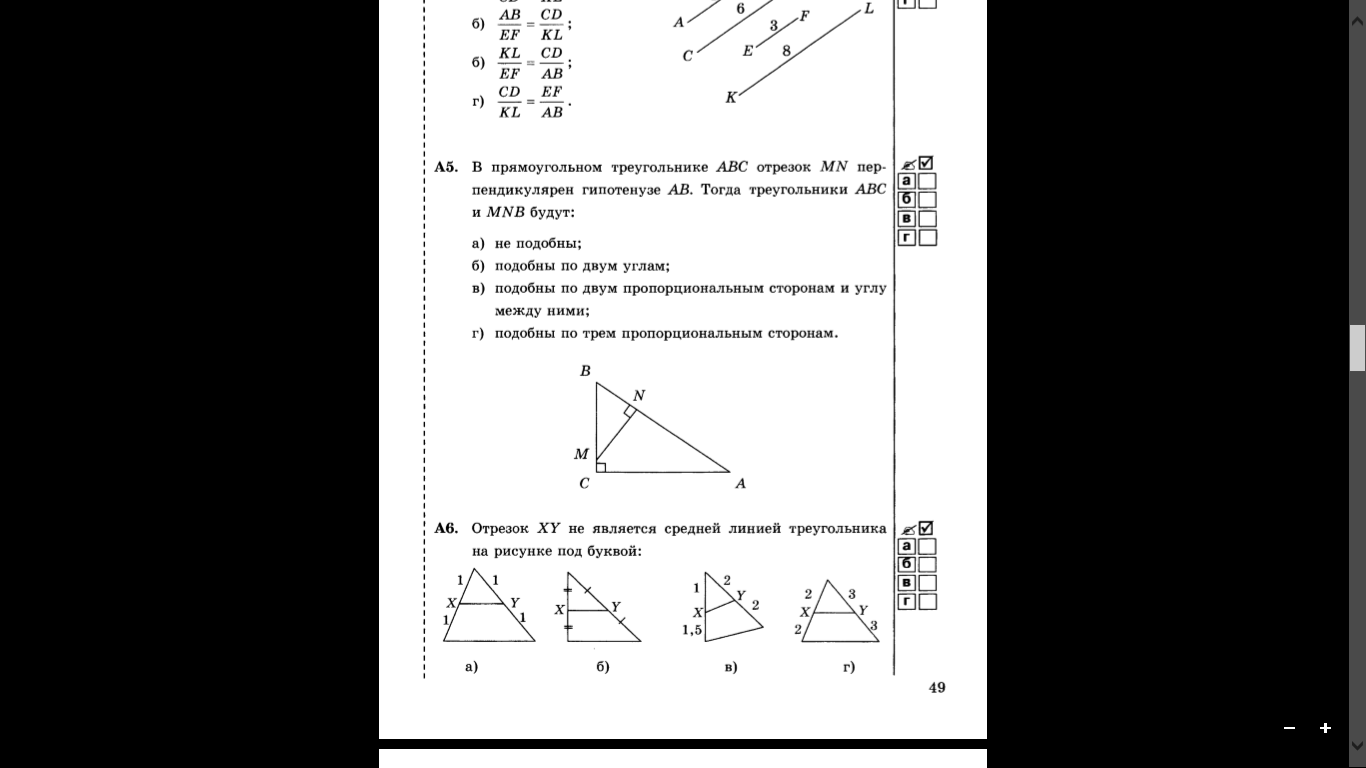 A 6 F L
б) AB/EF = CD/KL;
C E 3 8
б) KL/EF = CD/AB;
K
г) CD/KL = EF/AB.
А5. В прямоугольном треугольнике ABC отрезок MN пер-
пендикулярен гипотенузе AB. Тогда треугольники ABC
и MNB будут:
а) не подобны;
б) подобны по двум углам;
в) подобны по двум пропорциональным сторонам и углу
между ними;
г) подобны по трем пропорциональным сторонам.
а
б
в
г
B
N
M
C A
А6. Отрезок XY не является средней линией треугольника
на рисунке под буквой:
а
б
в
г
1 1 X Y 1 1
X Y
1 2 X Y 2 1,5
2 3 X Y 2 3
а) б) в) г)
49